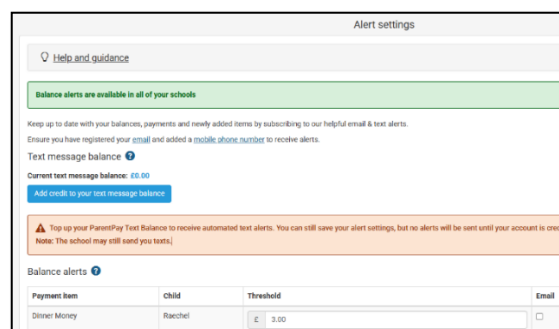 Alert settings
Help and guidance
Balance alerts are available in all of your schools
Keep up to date with your balances, payments and newly added items by subscribing to our helpful email & text alerts.
Ensure you have registered your email and added a mobile phone number to receive alerts.
Text message balance ?
Current text message balance: £0.00
Add credit to your text message balance
Top up your ParentPay Text Balance to receive automated text alerts. You can still save your alert settings, but no alerts will be sent until your account is cre
Note: The school may still send you texts.
Balance alerts ?
Payment item Child Threshold Email
Dinner Money Raechel £ 3.00